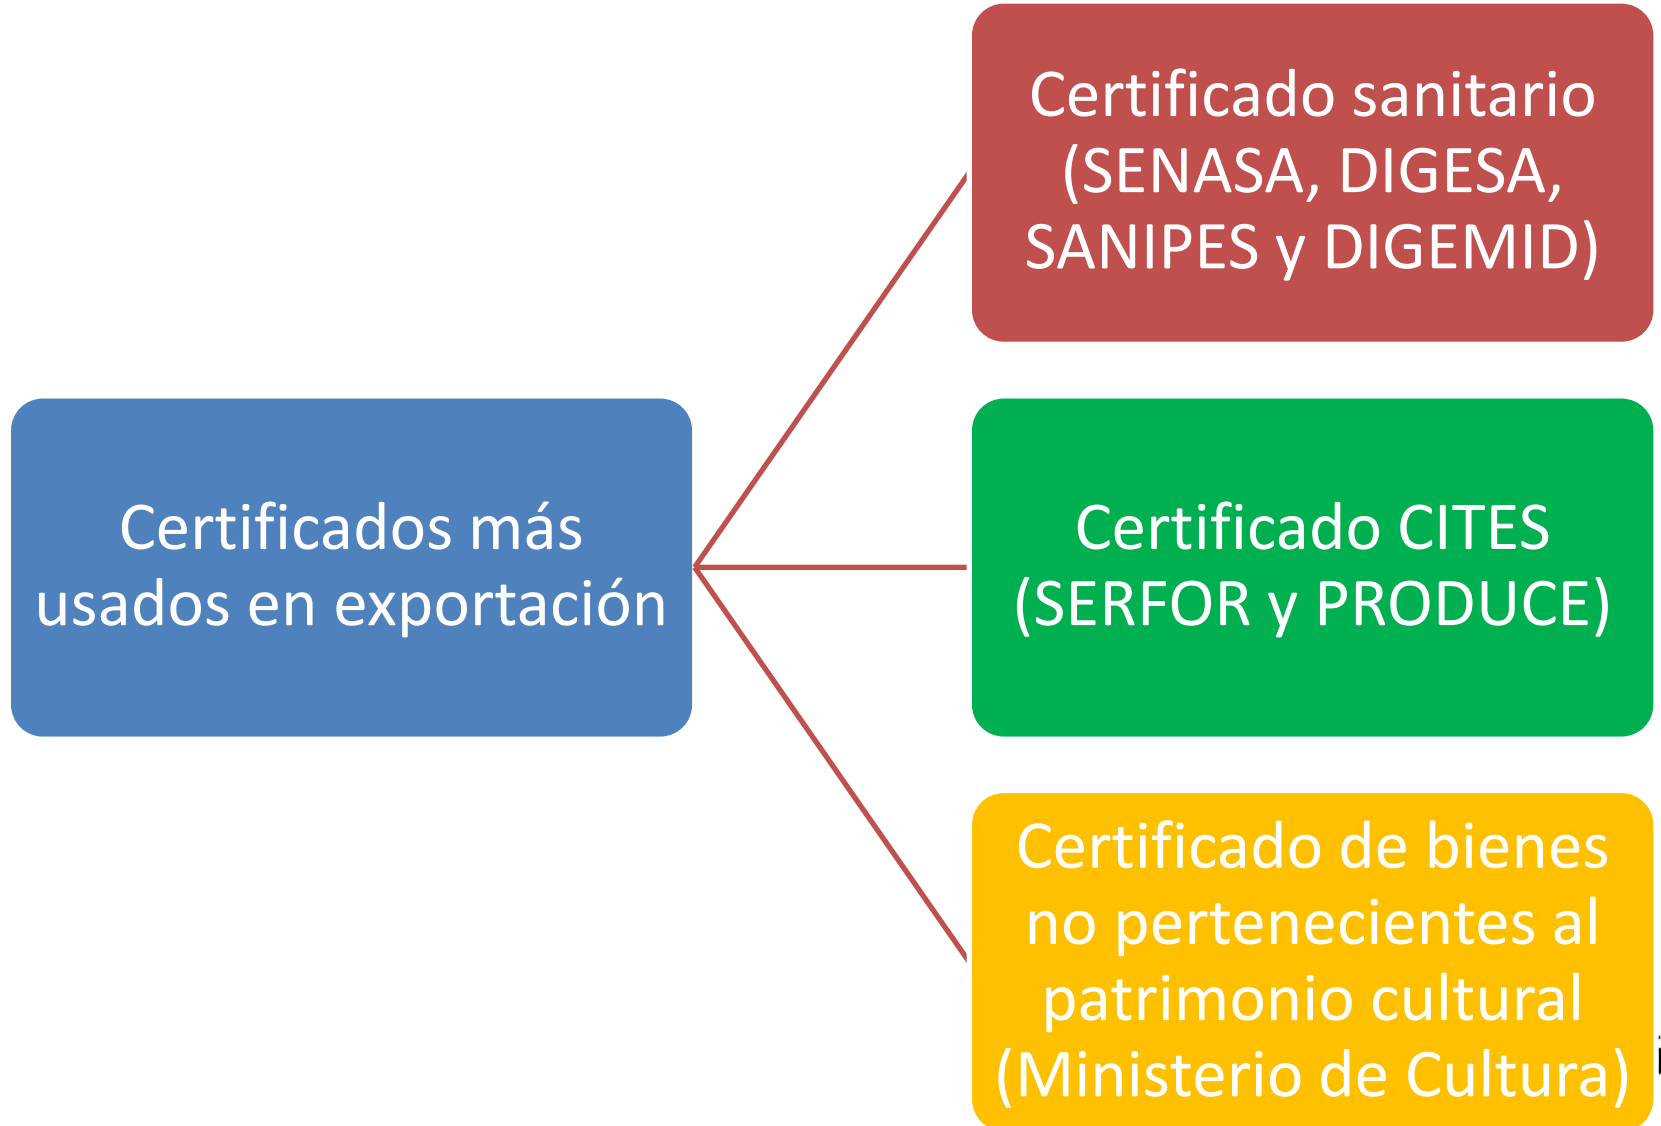 Certificado sanitario
(SENASA, DIGESA,
SANIPES y DIGEMID)
Certificados más
usados en exportación
Certificado CITES
(SERFOR y PRODUCE)
Certificado de bienes
no pertenecientes al
patrimonio cultural
(Ministerio de Cultura)